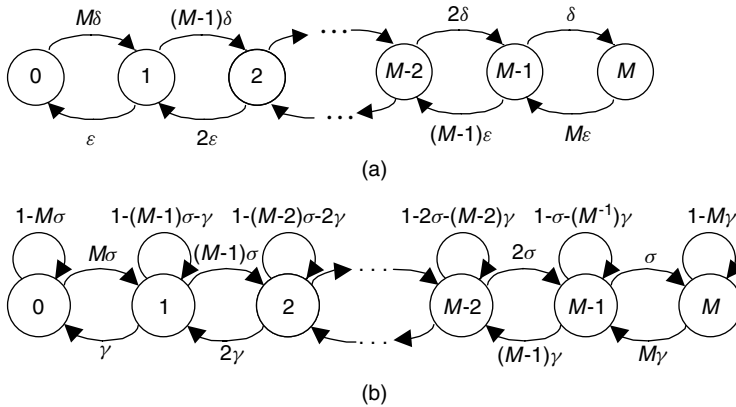 Mδ (M-1)δ 2δ δ
0 1 2 ... M-2 M-1 M
ε 2ε ... (M-1)ε Mε
(a)
1-Mσ 1-(M-1)σ-γ 1-(M-2)σ-2γ 1-2σ-(M-2)γ 1-σ-(M⁻¹)γ 1-Mγ
Mσ (M-1)σ ... 2σ σ
0 1 2 M-2 M-1 M
γ 2γ ... (M-1)γ Mγ
(b)